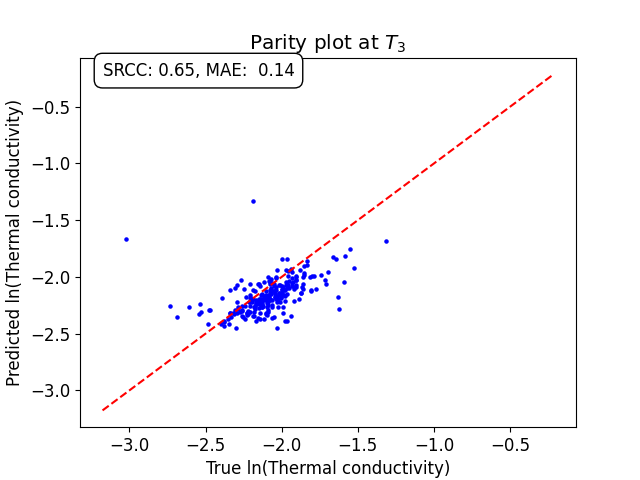 Parity plot at T₃
SRCC: 0.65, MAE:  0.14
Predicted ln(Thermal conductivity)
−0.5
−1.0
−1.5
−2.0
−2.5
−3.0
−3.0 −2.5 −2.0 −1.5 −1.0 −0.5
True ln(Thermal conductivity)